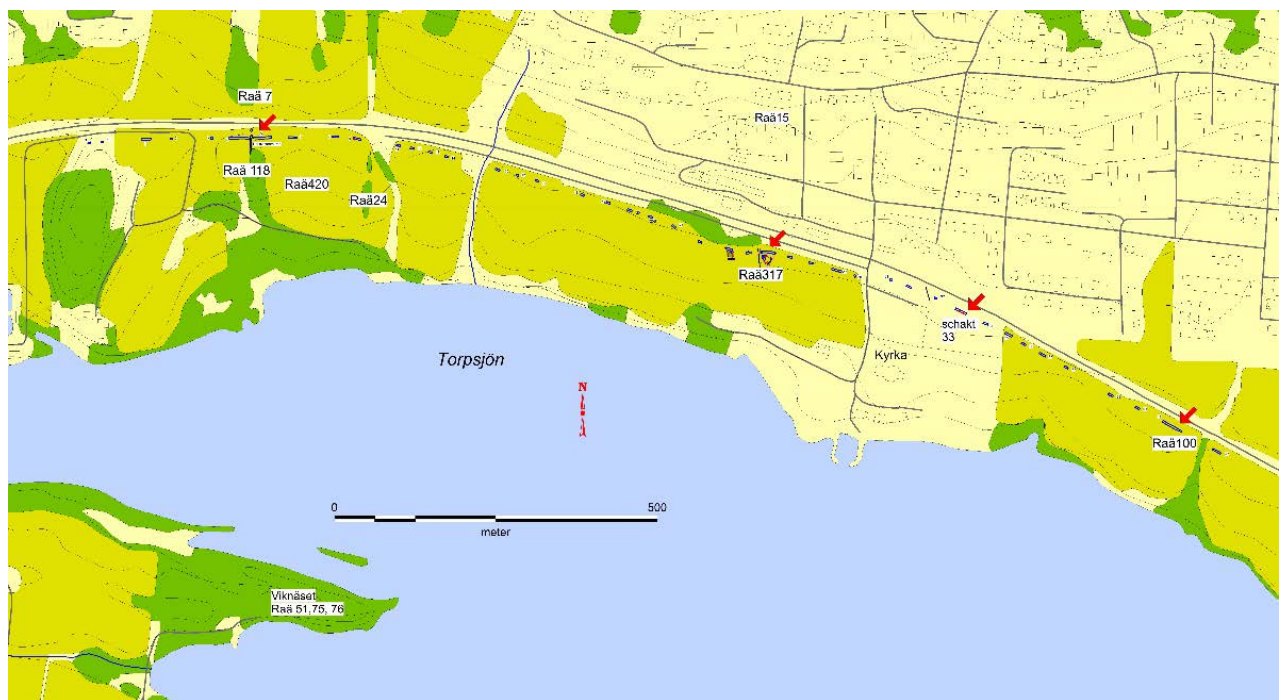 Raä 7
Raä15
Raä 118
Raä420
Raä24
Raä317
schakt
33
Kyrka
Torpsjön
N
Raä100
0 500
meter
Viknäset
Raä 51,75, 76